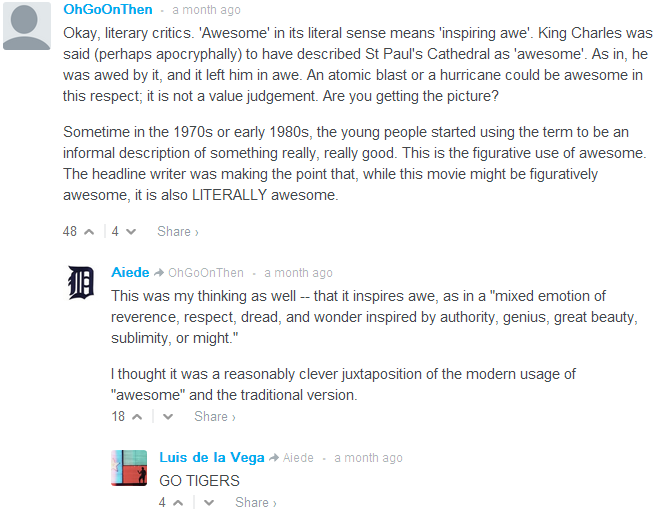 OhGoOnThen · a month ago
Okay, literary critics. 'Awesome' in its literal sense means 'inspiring awe'. King Charles was
said (perhaps apocryphally) to have described St Paul's Cathedral as 'awesome'. As in, he
was awed by it, and it left him in awe. An atomic blast or a hurricane could be awesome in
this respect; it is not a value judgement. Are you getting the picture?
Sometime in the 1970s or early 1980s, the young people started using the term to be an
informal description of something really, really good. This is the figurative use of awesome.
The headline writer was making the point that, while this movie might be figuratively
awesome, it is also LITERALLY awesome.
48 4 Share ›
Aiede OhGoOnThen · a month ago
This was my thinking as well -- that it inspires awe, as in a "mixed emotion of
reverence, respect, dread, and wonder inspired by authority, genius, great beauty,
sublimity, or might."
I thought it was a reasonably clever juxtaposition of the modern usage of
"awesome" and the traditional version.
18 Share ›
Luis de la Vega Aiede · a month ago
GO TIGERS
4 Share ›